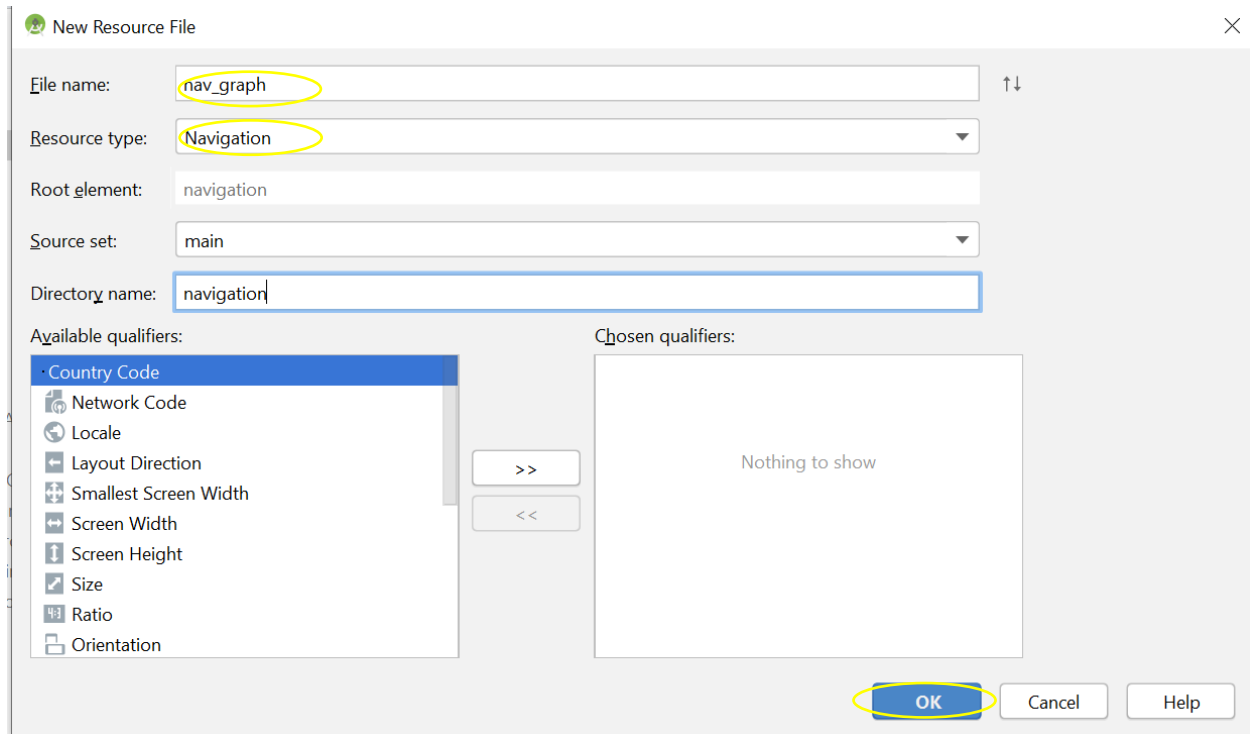 New Resource File
File name: nav_graph
Resource type: Navigation
Root element: navigation
Source set: main
Directory name: navigation
Available qualifiers: Chosen qualifiers:
Country Code
Network Code
Locale
Layout Direction
Smallest Screen Width
Screen Width
Screen Height
Size
Ratio
Orientation
>>
<<
Nothing to show
OK Cancel Help